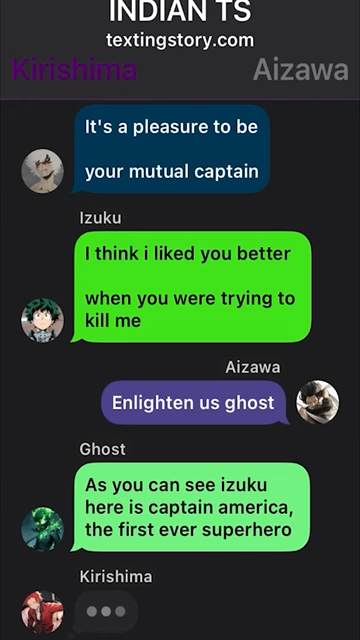 INDIAN TS
textingstory.com
Kirishima
Aizawa
It's a pleasure to be
your mutual captain
Izuku
I think i liked you better
when you were trying to
kill me
Aizawa
Enlighten us ghost
Ghost
As you can see izuku
here is captain america,
the first ever superhero
Kirishima